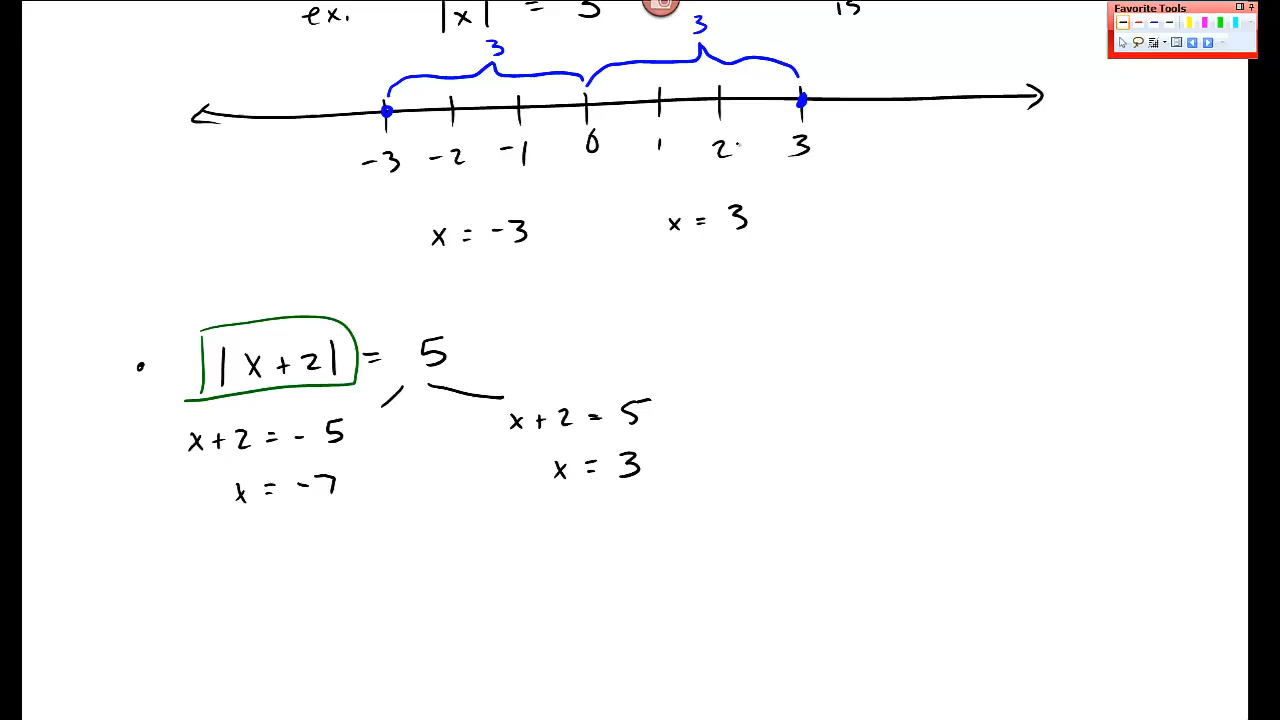 ex. |x| = 3 is
Favorite Tools
3 3
-3 -2 -1 0 1 2 3
x = -3 x = 3
• |x+2| = 5
x+2 = -5 x+2 = 5
x = -7 x = 3